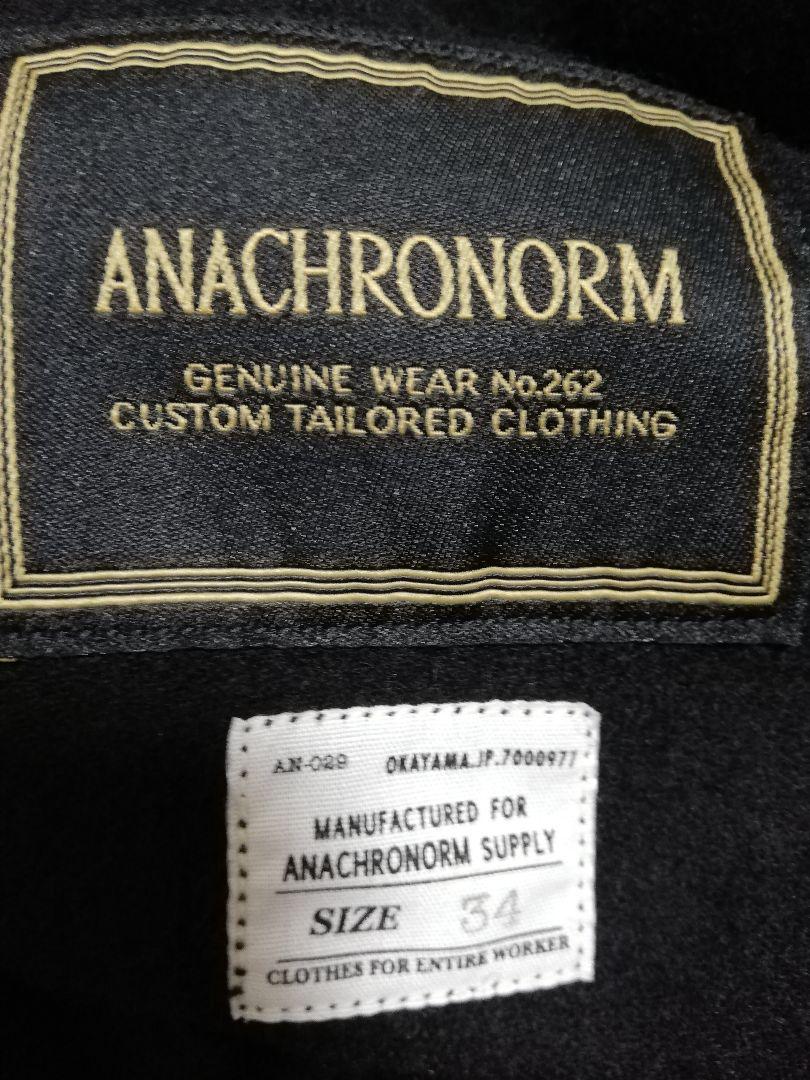 ANACHRONORM
GENUINE WEAR No.262
CUSTOM TAILORED CLOTHING
AN-029 OKAYAMA.JP.7000977
MANUFACTURED FOR
ANACHRONORM SUPPLY
SIZE 34
CLOTHES FOR ENTIRE WORKER